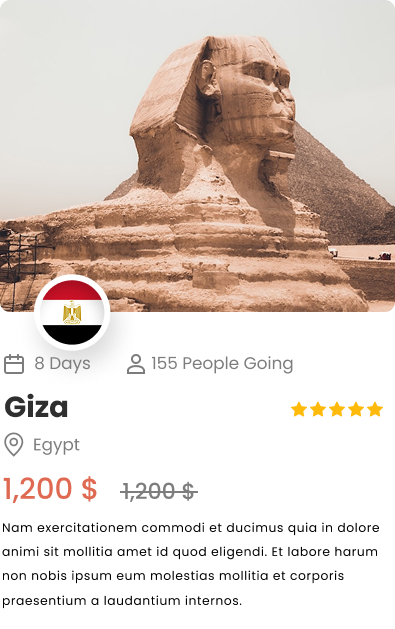 8 Days
155 People Going
Giza
Egypt
1,200 $ 1,200 $
Nam exercitationem commodi et ducimus quia in dolore
animi sit mollitia amet id quod eligendi. Et labore harum
non nobis ipsum eum molestias mollitia et corporis
praesentium a laudantium internos.